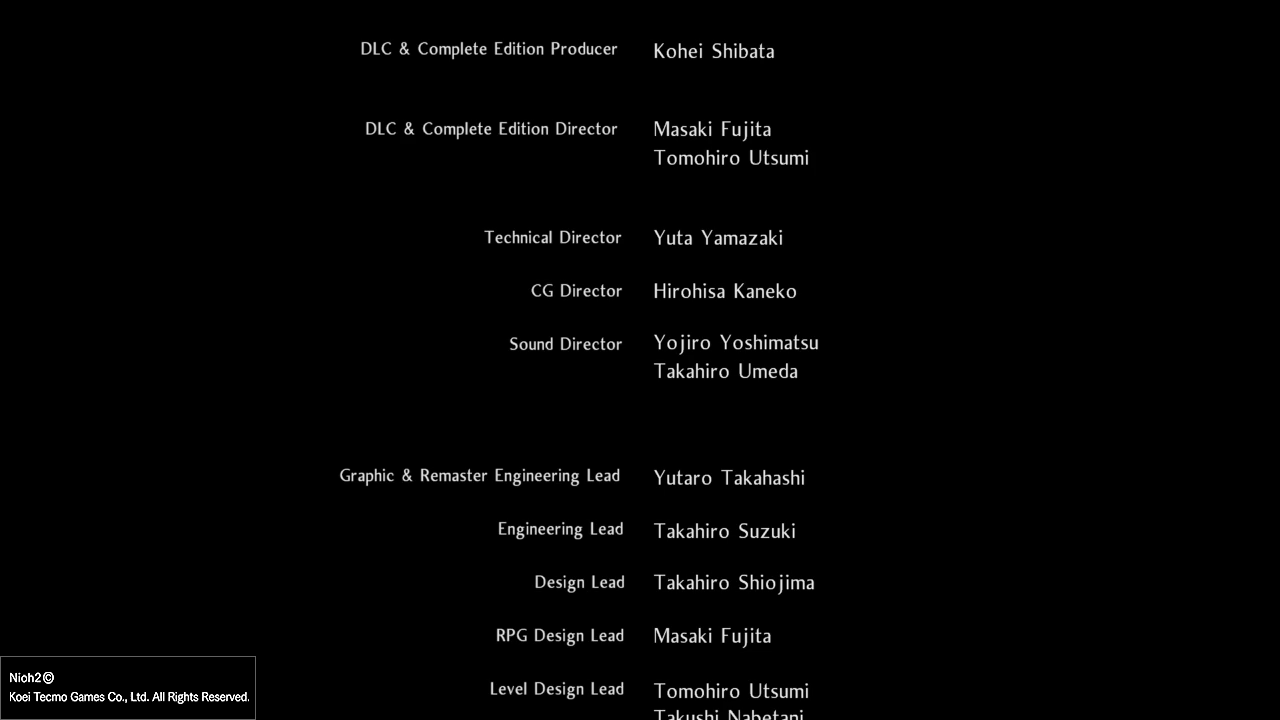 DLC & Complete Edition Producer Kohei Shibata
DLC & Complete Edition Director Masaki Fujita
Tomohiro Utsumi
Technical Director Yuta Yamazaki
CG Director Hirohisa Kaneko
Sound Director Yojiro Yoshimatsu
Takahiro Umeda
Graphic & Remaster Engineering Lead Yutaro Takahashi
Engineering Lead Takahiro Suzuki
Design Lead Takahiro Shiojima
RPG Design Lead Masaki Fujita
Level Design Lead Tomohiro Utsumi
Takushi Nabetani
Nioh2©
Koei Tecmo Games Co., Ltd. All Rights Reserved.